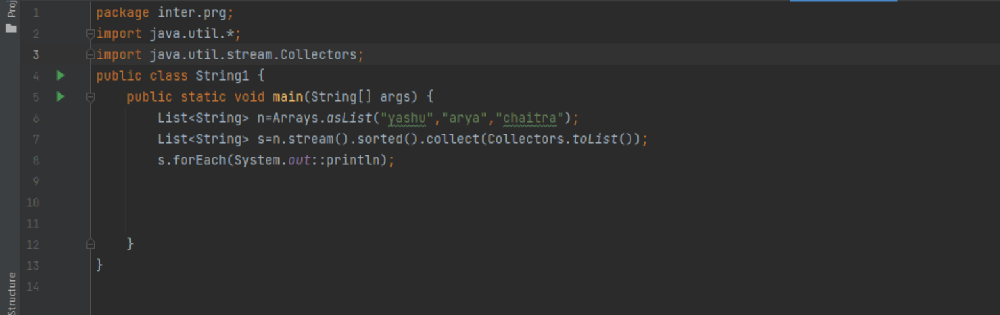 Proj
Structure
1 package inter.prg;
2 import java.util.*;
3 import java.util.stream.Collectors;
4 public class String1 {
5     public static void main(String[] args) {
6         List<String> n=Arrays.asList("yashu","arya","chaitra");
7         List<String> s=n.stream().sorted().collect(Collectors.toList());
8         s.forEach(System.out::println);
9
10
11
12     }
13 }
14